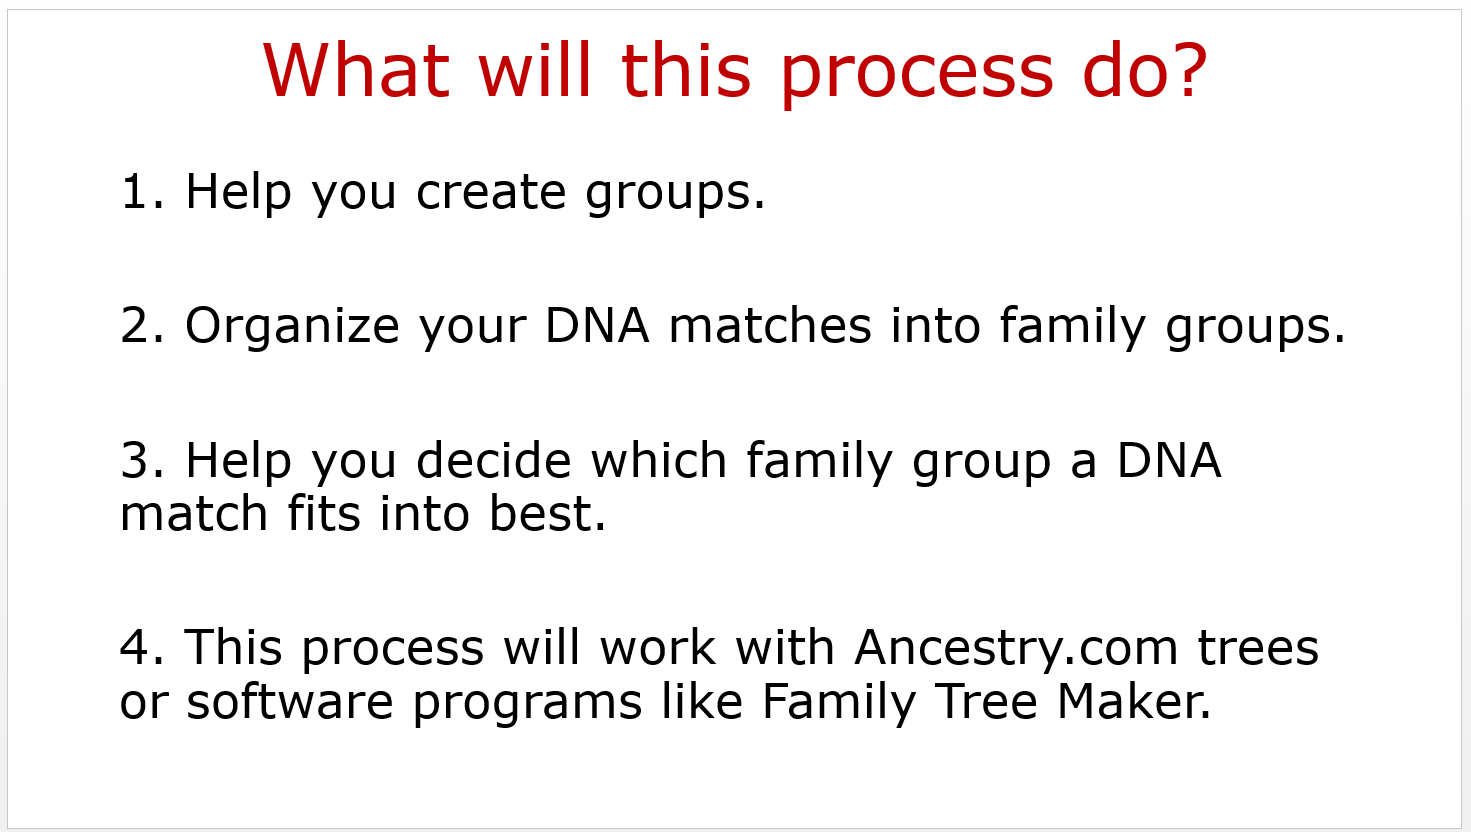 What will this process do?
1. Help you create groups.
2. Organize your DNA matches into family groups.
3. Help you decide which family group a DNA
match fits into best.
4. This process will work with Ancestry.com trees
or software programs like Family Tree Maker.